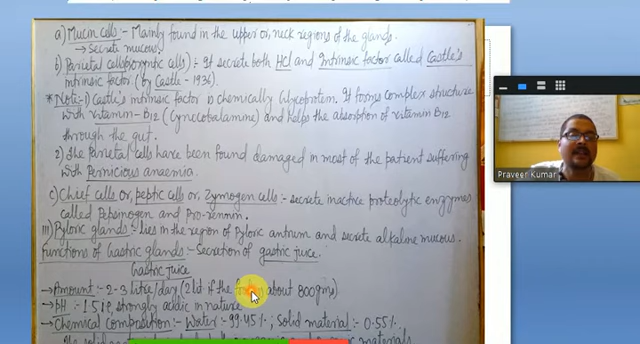 a) Mucin cells :- Mainly found in the upper or, neck regions of the glands.
→ Secrete mucous.
b) Parietal cells (oxyntic cells) :- It secrete both HCl and Intrinsic factor called Castle's
intrinsic factor (by Castle - 1936).
*Note:- 1) Castle's intrinsic factor is chemically Glycoprotein. It forms complex structure
with vitamin-B12 (Cynocobalamine) and helps the absorption of vitamin B12
through the gut.
2) The Parietal cells have been found damaged in most of the patient suffering
with Pernicious anaemia.
c) Chief cells or, peptic cells or, Zymogen cells :- secrete inactive proteolytic enzymes
called Pepsinogen and Pro-rennin.
III) Pyloric glands :- lies in the region of Pyloric antrum and secrete alkaline mucous.
Functions of Gastric glands :- Secretion of gastric juice.
Gastric juice
→ Amount :- 2-3 litre/day (2 lit if the about 800gms)
→ PH :- 1.5 i.e, strongly acidic in nature
→ Chemical composition :- Water :- 99.45%; Solid material :- 0.55%
materials
Praveer Kumar